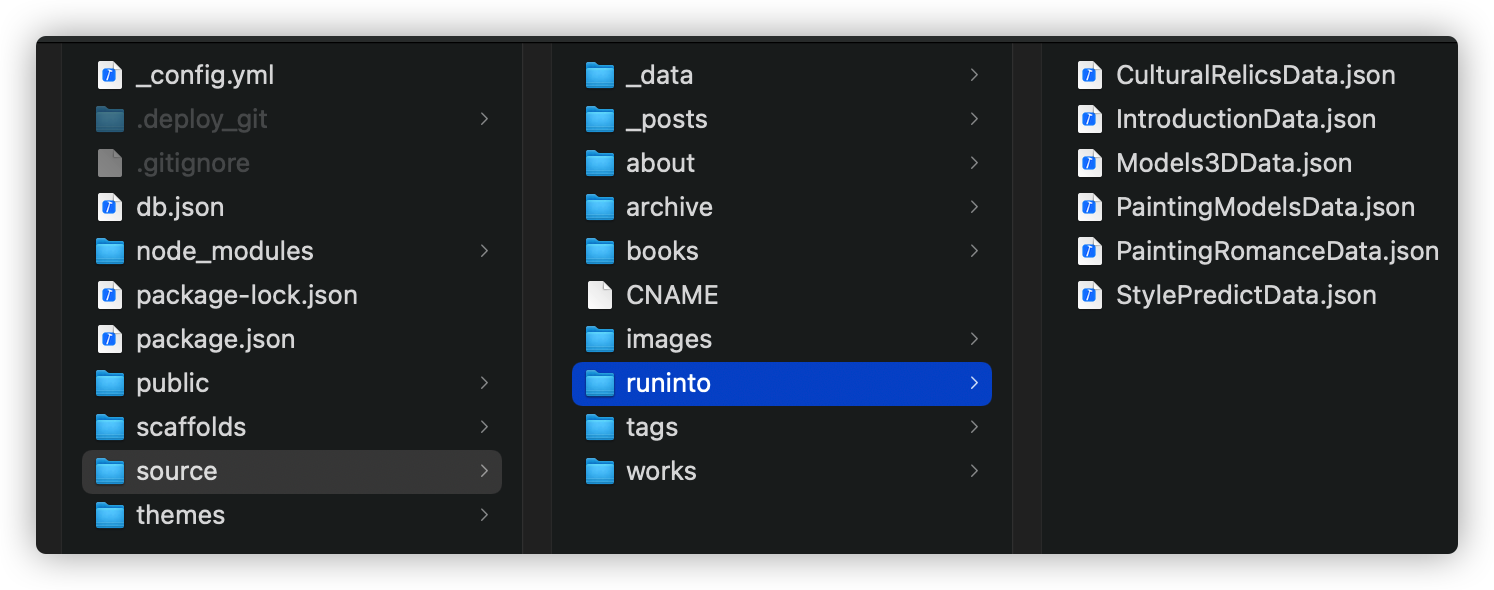 _config.yml
.deploy_git
.gitignore
db.json
node_modules
package-lock.json
package.json
public
scaffolds
source
themes
_data
_posts
about
archive
books
CNAME
images
runinto
tags
works
CulturalRelicsData.json
IntroductionData.json
Models3DData.json
PaintingModelsData.json
PaintingRomanceData.json
StylePredictData.json